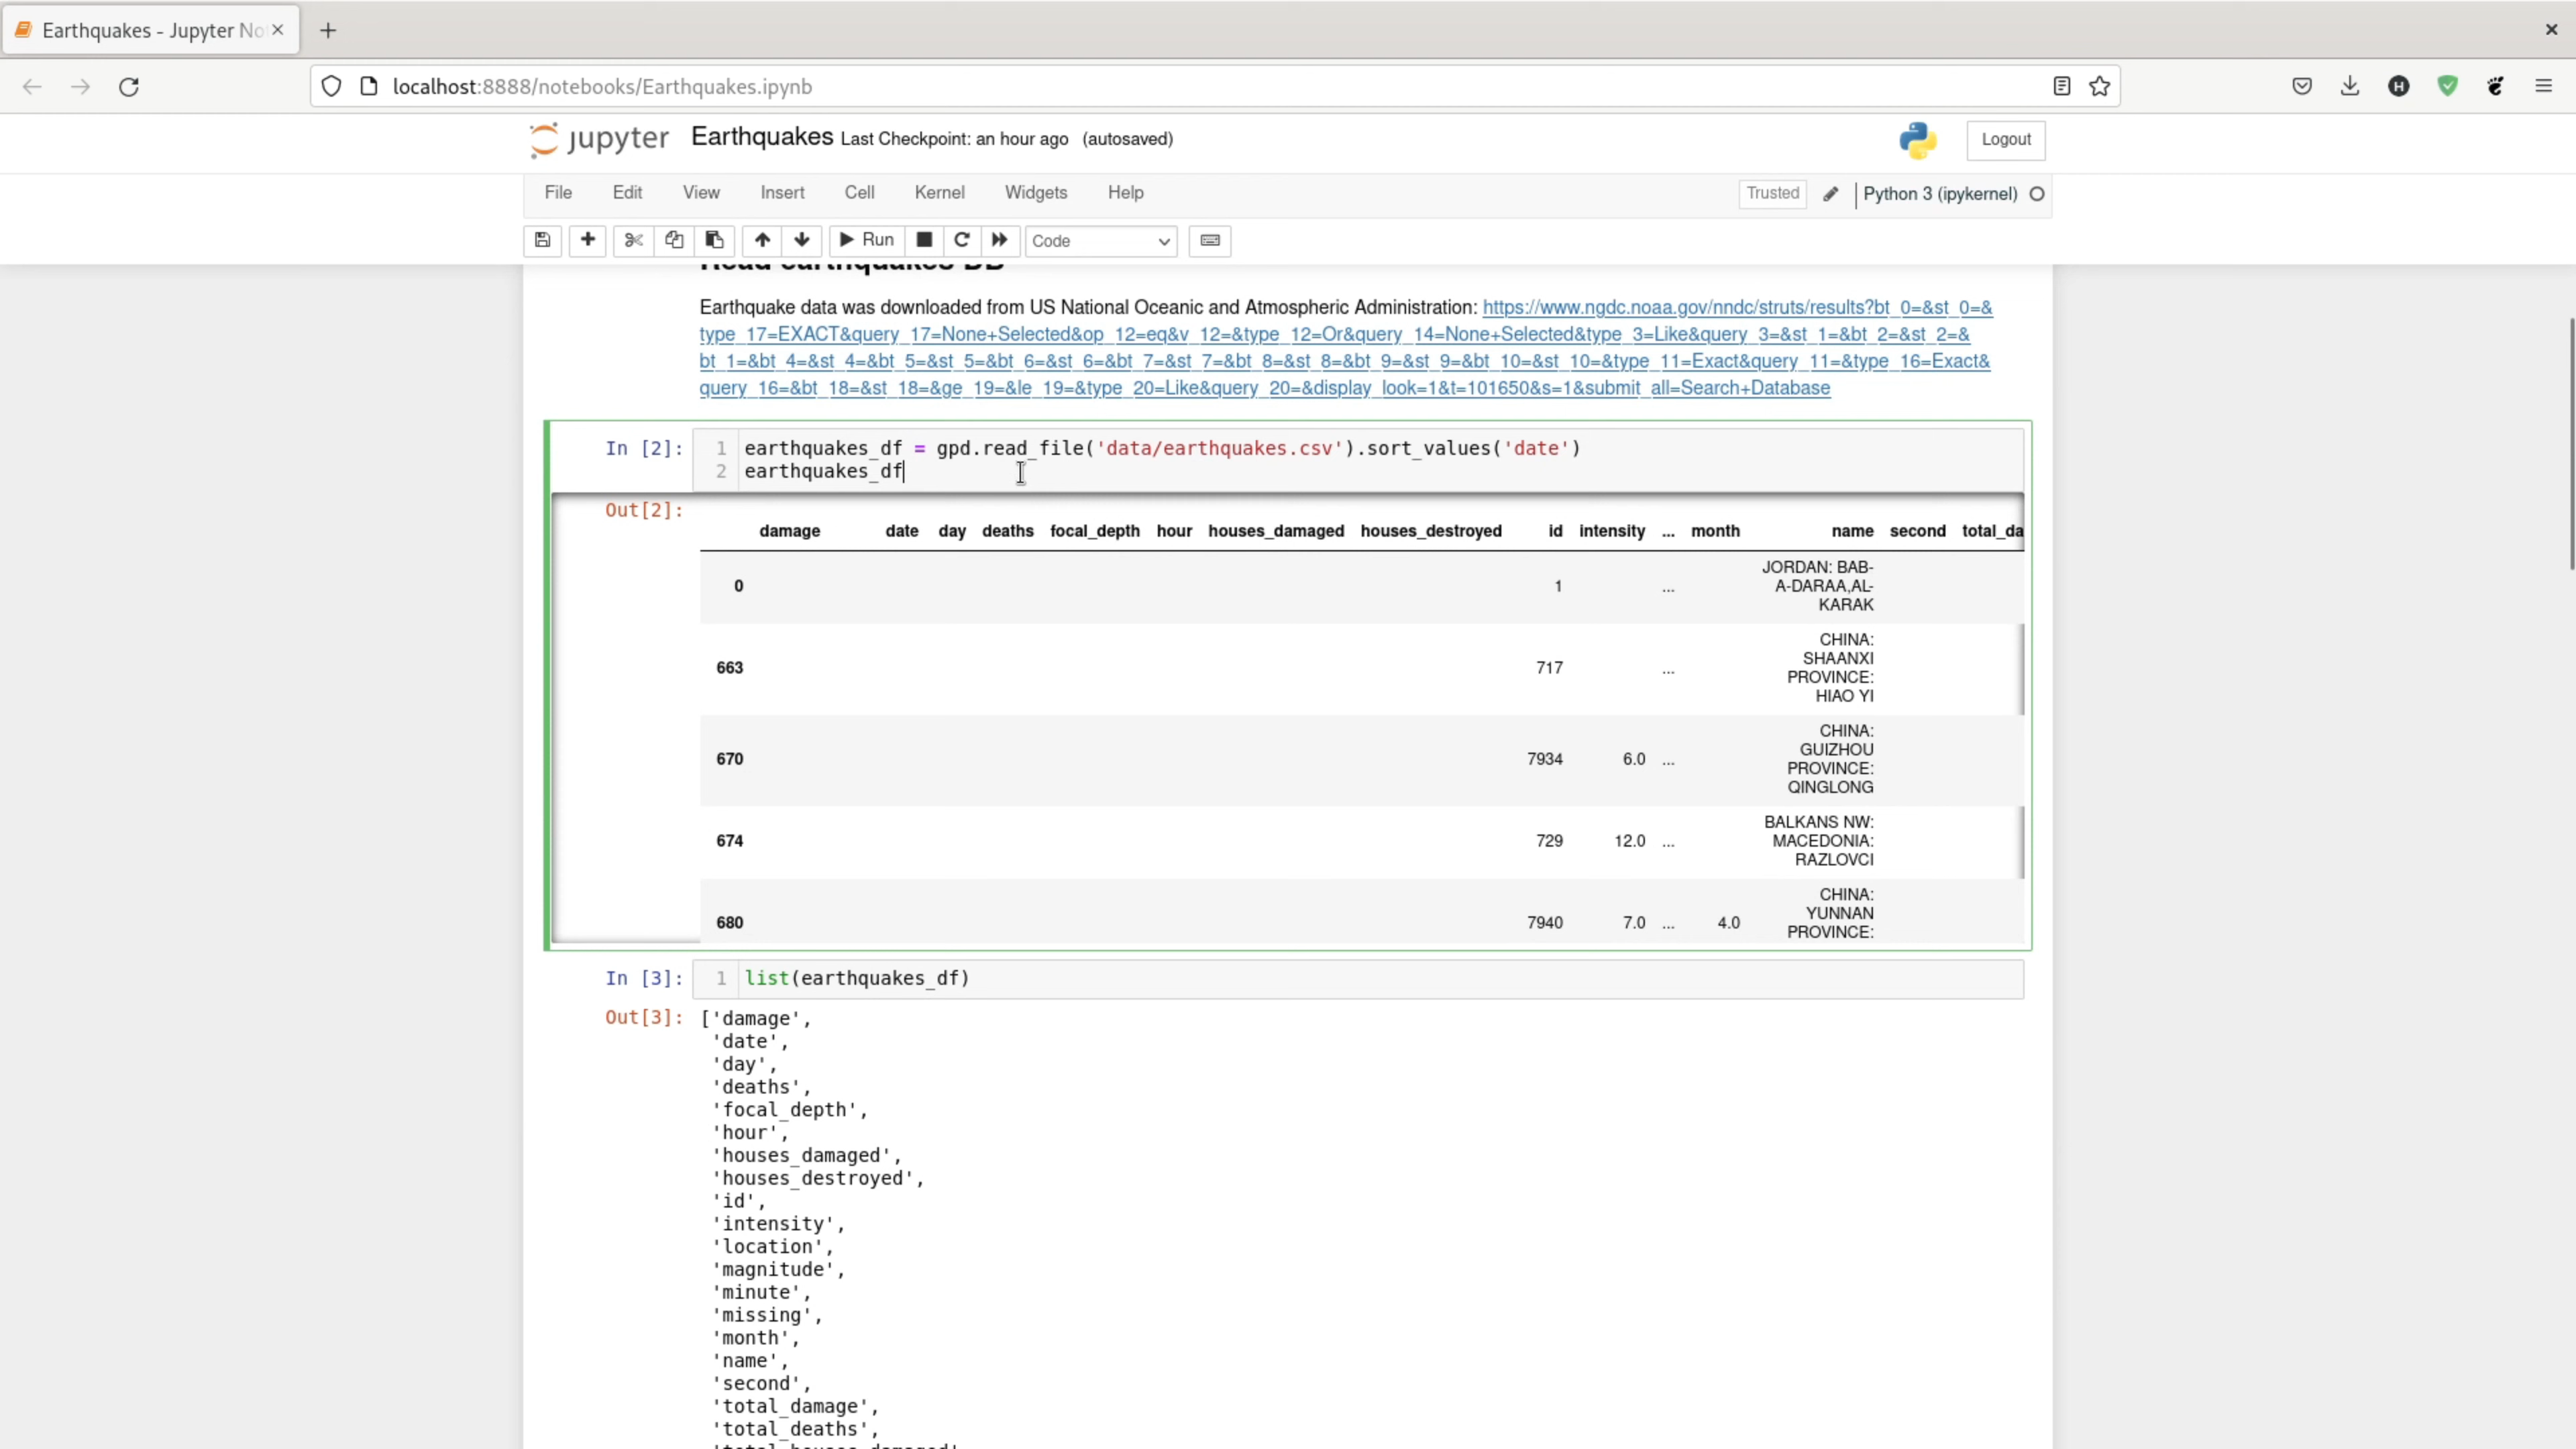 Earthquakes - Jupyter No
localhost:8888/notebooks/Earthquakes.ipynb
jupyter Earthquakes Last Checkpoint: an hour ago (autosaved)
Logout
File Edit View Insert Cell Kernel Widgets Help
Trusted Python 3 (ipykernel)
Run Code
Read earthquakes DB
Earthquake data was downloaded from US National Oceanic and Atmospheric Administration: https://www.ngdc.noaa.gov/nndc/struts/results?bt_0=&st_0=&
type_17=EXACT&query_17=None+Selected&op_12=eq&v_12=&type_12=Or&query_14=None+Selected&type_3=Like&query_3=&st_1=&bt_2=&st_2=&
bt_1=&bt_4=&st_4=&bt_5=&st_5=&bt_6=&st_6=&bt_7=&st_7=&bt_8=&st_8=&bt_9=&st_9=&bt_10=&st_10=&type_11=Exact&query_11=&type_16=Exact&
query_16=&bt_18=&st_18=&ge_19=&le_19=&type_20=Like&query_20=&display_look=1&t=101650&s=1&submit_all=Search+Database
In [2]: 1 earthquakes_df = gpd.read_file('data/earthquakes.csv').sort_values('date')
2 earthquakes_df
Out[2]:
damage date day deaths focal_depth hour houses_damaged houses_destroyed id intensity ... month name second total_da
0 1 ... JORDAN: BAB-
A-DARAA,AL-
KARAK
663 717 ... CHINA:
SHAANXI
PROVINCE:
HIAO YI
670 7934 6.0 ... CHINA:
GUIZHOU
PROVINCE:
QINGLONG
674 729 12.0 ... BALKANS NW:
MACEDONIA:
RAZLOVCI
680 7940 7.0 ... 4.0 CHINA:
YUNNAN
PROVINCE:
In [3]: 1 list(earthquakes_df)
Out[3]: ['damage',
'date',
'day',
'deaths',
'focal_depth',
'hour',
'houses_damaged',
'houses_destroyed',
'id',
'intensity',
'location',
'magnitude',
'minute',
'missing',
'month',
'name',
'second',
'total_damage',
'total_deaths',